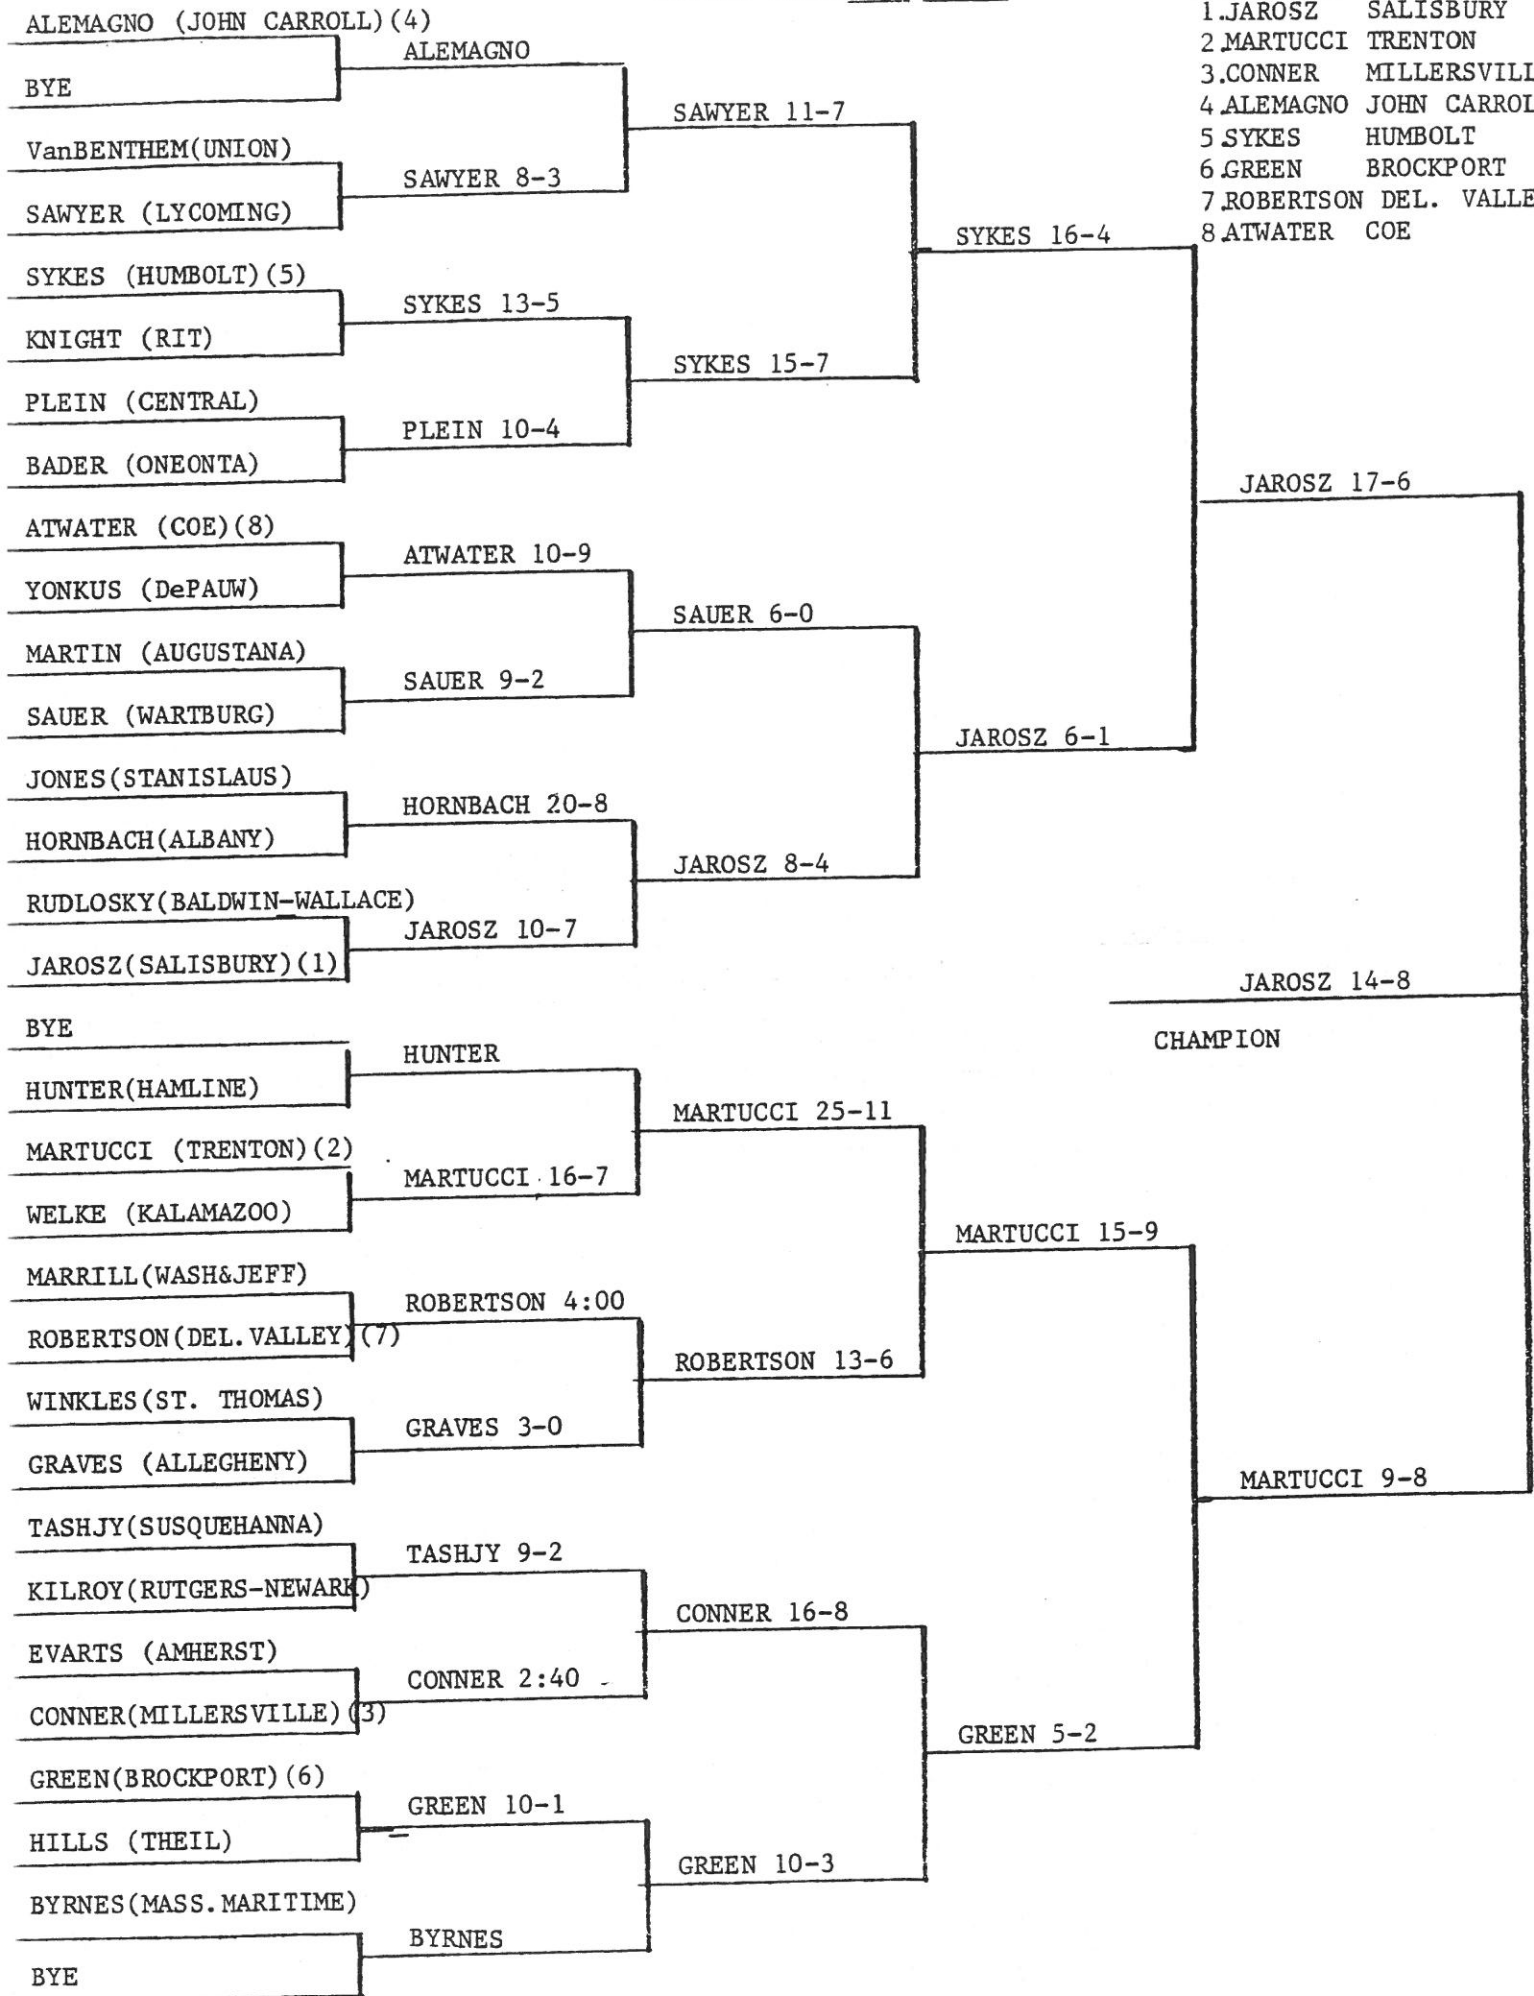 1.JAROSZ SALISBURY
2.MARTUCCI TRENTON
3.CONNER MILLERSVILL
4.ALEMAGNO JOHN CARROL
5.SYKES HUMBOLT
6.GREEN BROCKPORT
7.ROBERTSON DEL. VALLE
8.ATWATER COE
ALEMAGNO (JOHN CARROLL)(4)
BYE
VanBENTHEM(UNION)
SAWYER (LYCOMING)
SYKES (HUMBOLT)(5)
KNIGHT (RIT)
PLEIN (CENTRAL)
BADER (ONEONTA)
ATWATER (COE)(8)
YONKUS (DePAUW)
MARTIN (AUGUSTANA)
SAUER (WARTBURG)
JONES(STANISLAUS)
HORNBACH(ALBANY)
RUDLOSKY(BALDWIN-WALLACE)
JAROSZ(SALISBURY)(1)
BYE
HUNTER(HAMLINE)
MARTUCCI (TRENTON)(2)
WELKE (KALAMAZOO)
MARRILL(WASH&JEFF)
ROBERTSON(DEL.VALLEY)(7)
WINKLES(ST. THOMAS)
GRAVES (ALLEGHENY)
TASHJY(SUSQUEHANNA)
KILROY(RUTGERS-NEWARK)
EVARTS (AMHERST)
CONNER(MILLERSVILLE)(3)
GREEN(BROCKPORT)(6)
HILLS (THEIL)
BYRNES(MASS.MARITIME)
BYE
ALEMAGNO
SAWYER 8-3
SYKES 13-5
PLEIN 10-4
ATWATER 10-9
SAUER 9-2
HORNBACH 20-8
JAROSZ 10-7
HUNTER
MARTUCCI 16-7
ROBERTSON 4:00
GRAVES 3-0
TASHJY 9-2
CONNER 2:40
GREEN 10-1
BYRNES
SAWYER 11-7
SYKES 15-7
SAUER 6-0
JAROSZ 8-4
MARTUCCI 25-11
ROBERTSON 13-6
CONNER 16-8
GREEN 10-3
SYKES 16-4
JAROSZ 6-1
MARTUCCI 15-9
GREEN 5-2
JAROSZ 17-6
MARTUCCI 9-8
JAROSZ 14-8
CHAMPION